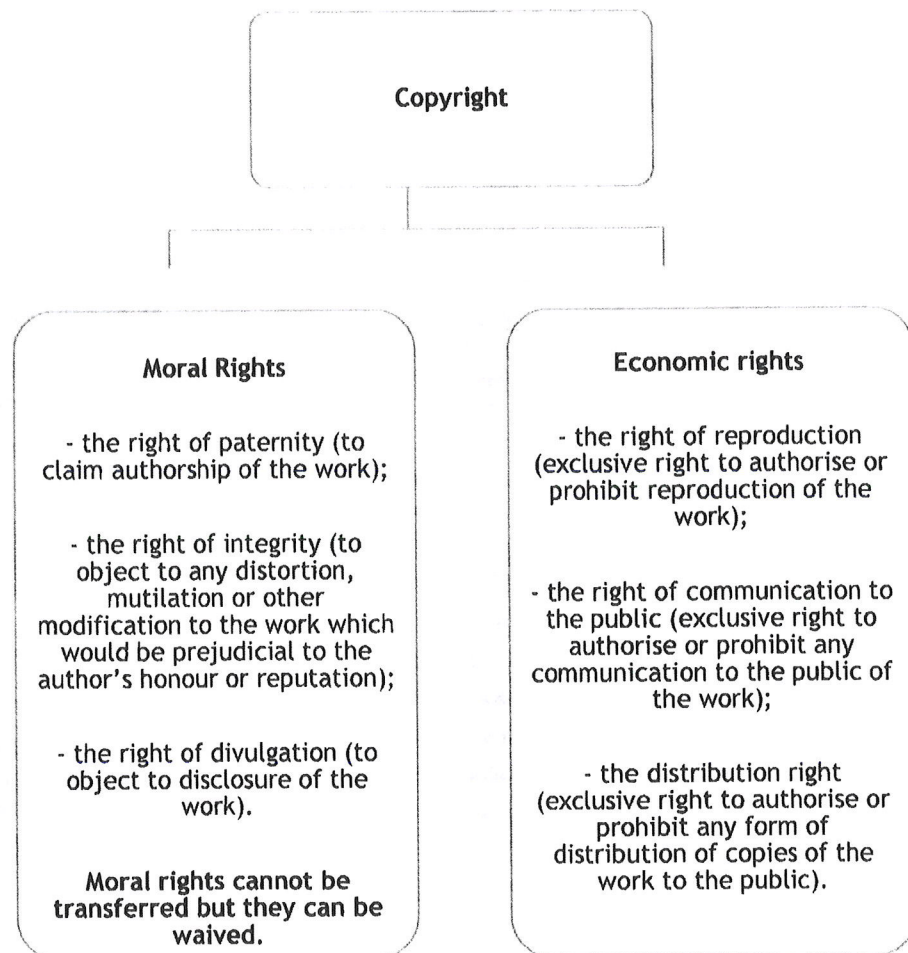 Copyright
Moral Rights
- the right of paternity (to
claim authorship of the work);
- the right of integrity (to
object to any distortion,
mutilation or other
modification to the work which
would be prejudicial to the
author's honour or reputation);
- the right of divulgation (to
object to disclosure of the
work).
Moral rights cannot be
transferred but they can be
waived.
Economic rights
- the right of reproduction
(exclusive right to authorise or
prohibit reproduction of the
work);
- the right of communication to
the public (exclusive right to
authorise or prohibit any
communication to the public of
the work);
- the distribution right
(exclusive right to authorise or
prohibit any form of
distribution of copies of the
work to the public).